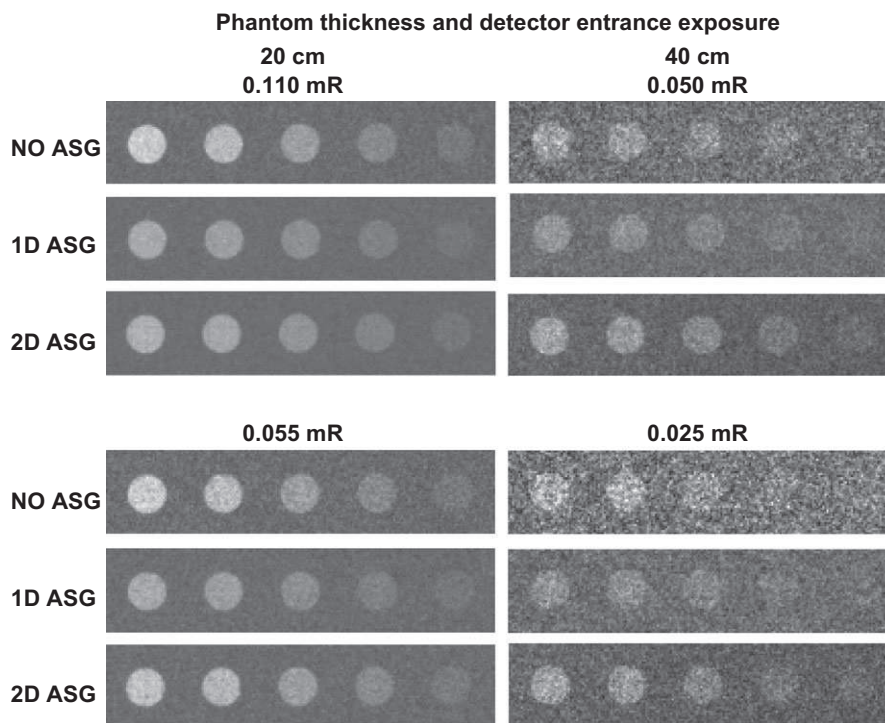 Phantom thickness and detector entrance exposure
20 cm 40 cm
0.110 mR 0.050 mR
NO ASG
1D ASG
2D ASG
0.055 mR 0.025 mR
NO ASG
1D ASG
2D ASG